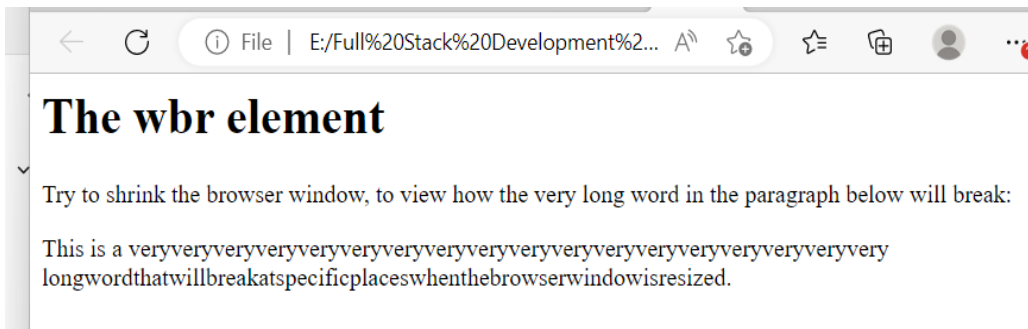 File | E:/Full%20Stack%20Development%2... A
The wbr element
Try to shrink the browser window, to view how the very long word in the paragraph below will break:
This is a veryveryveryveryveryveryveryveryveryveryveryveryveryveryveryveryveryvery
longwordthatwillbreakatspecificplaceswhenthebrowserwindowisresized.